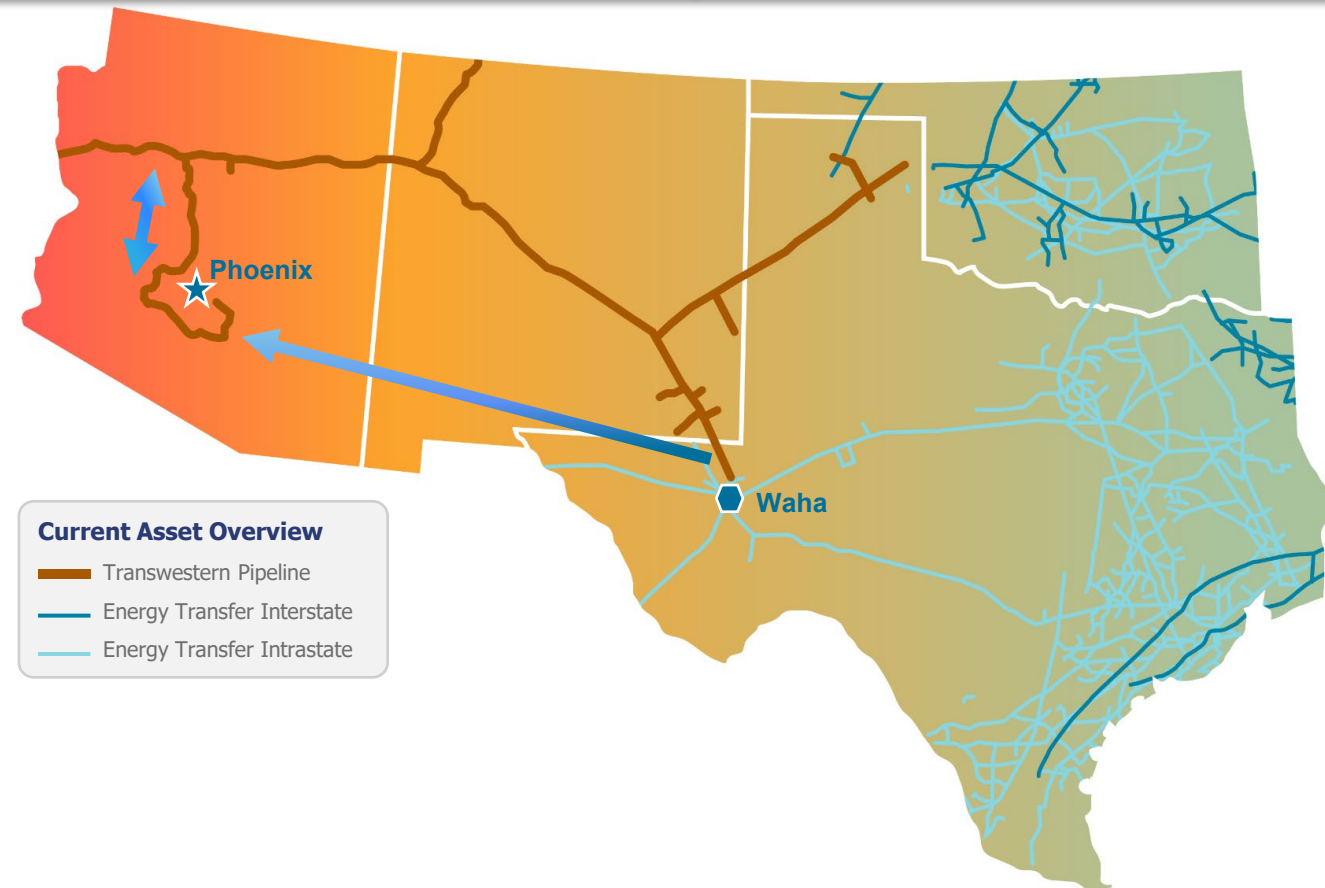 Phoenix
Waha
Current Asset Overview
Transwestern Pipeline
Energy Transfer Interstate
Energy Transfer Intrastate